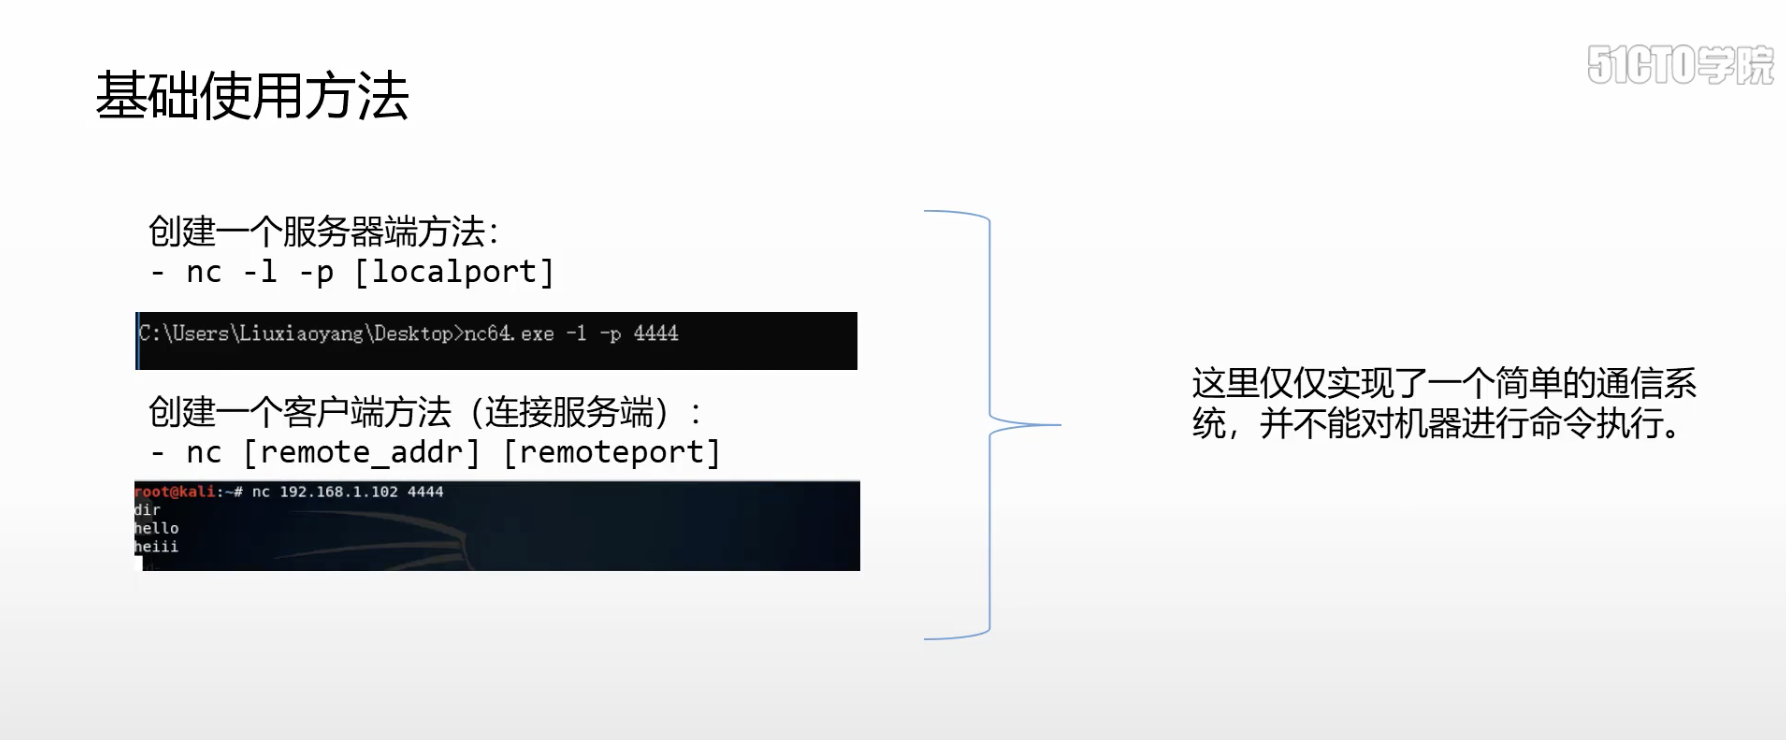 51CTO学院
基础使用方法
创建一个服务器端方法：
- nc -l -p [localport]
C:\Users\Liuxiaoyang\Desktop>nc64.exe -l -p 4444
创建一个客户端方法（连接服务端）：
- nc [remote_addr] [remoteport]
root@kali:~# nc 192.168.1.102 4444
dir
hello
heiii
这里仅仅实现了一个简单的通信系
统，并不能对机器进行命令执行。